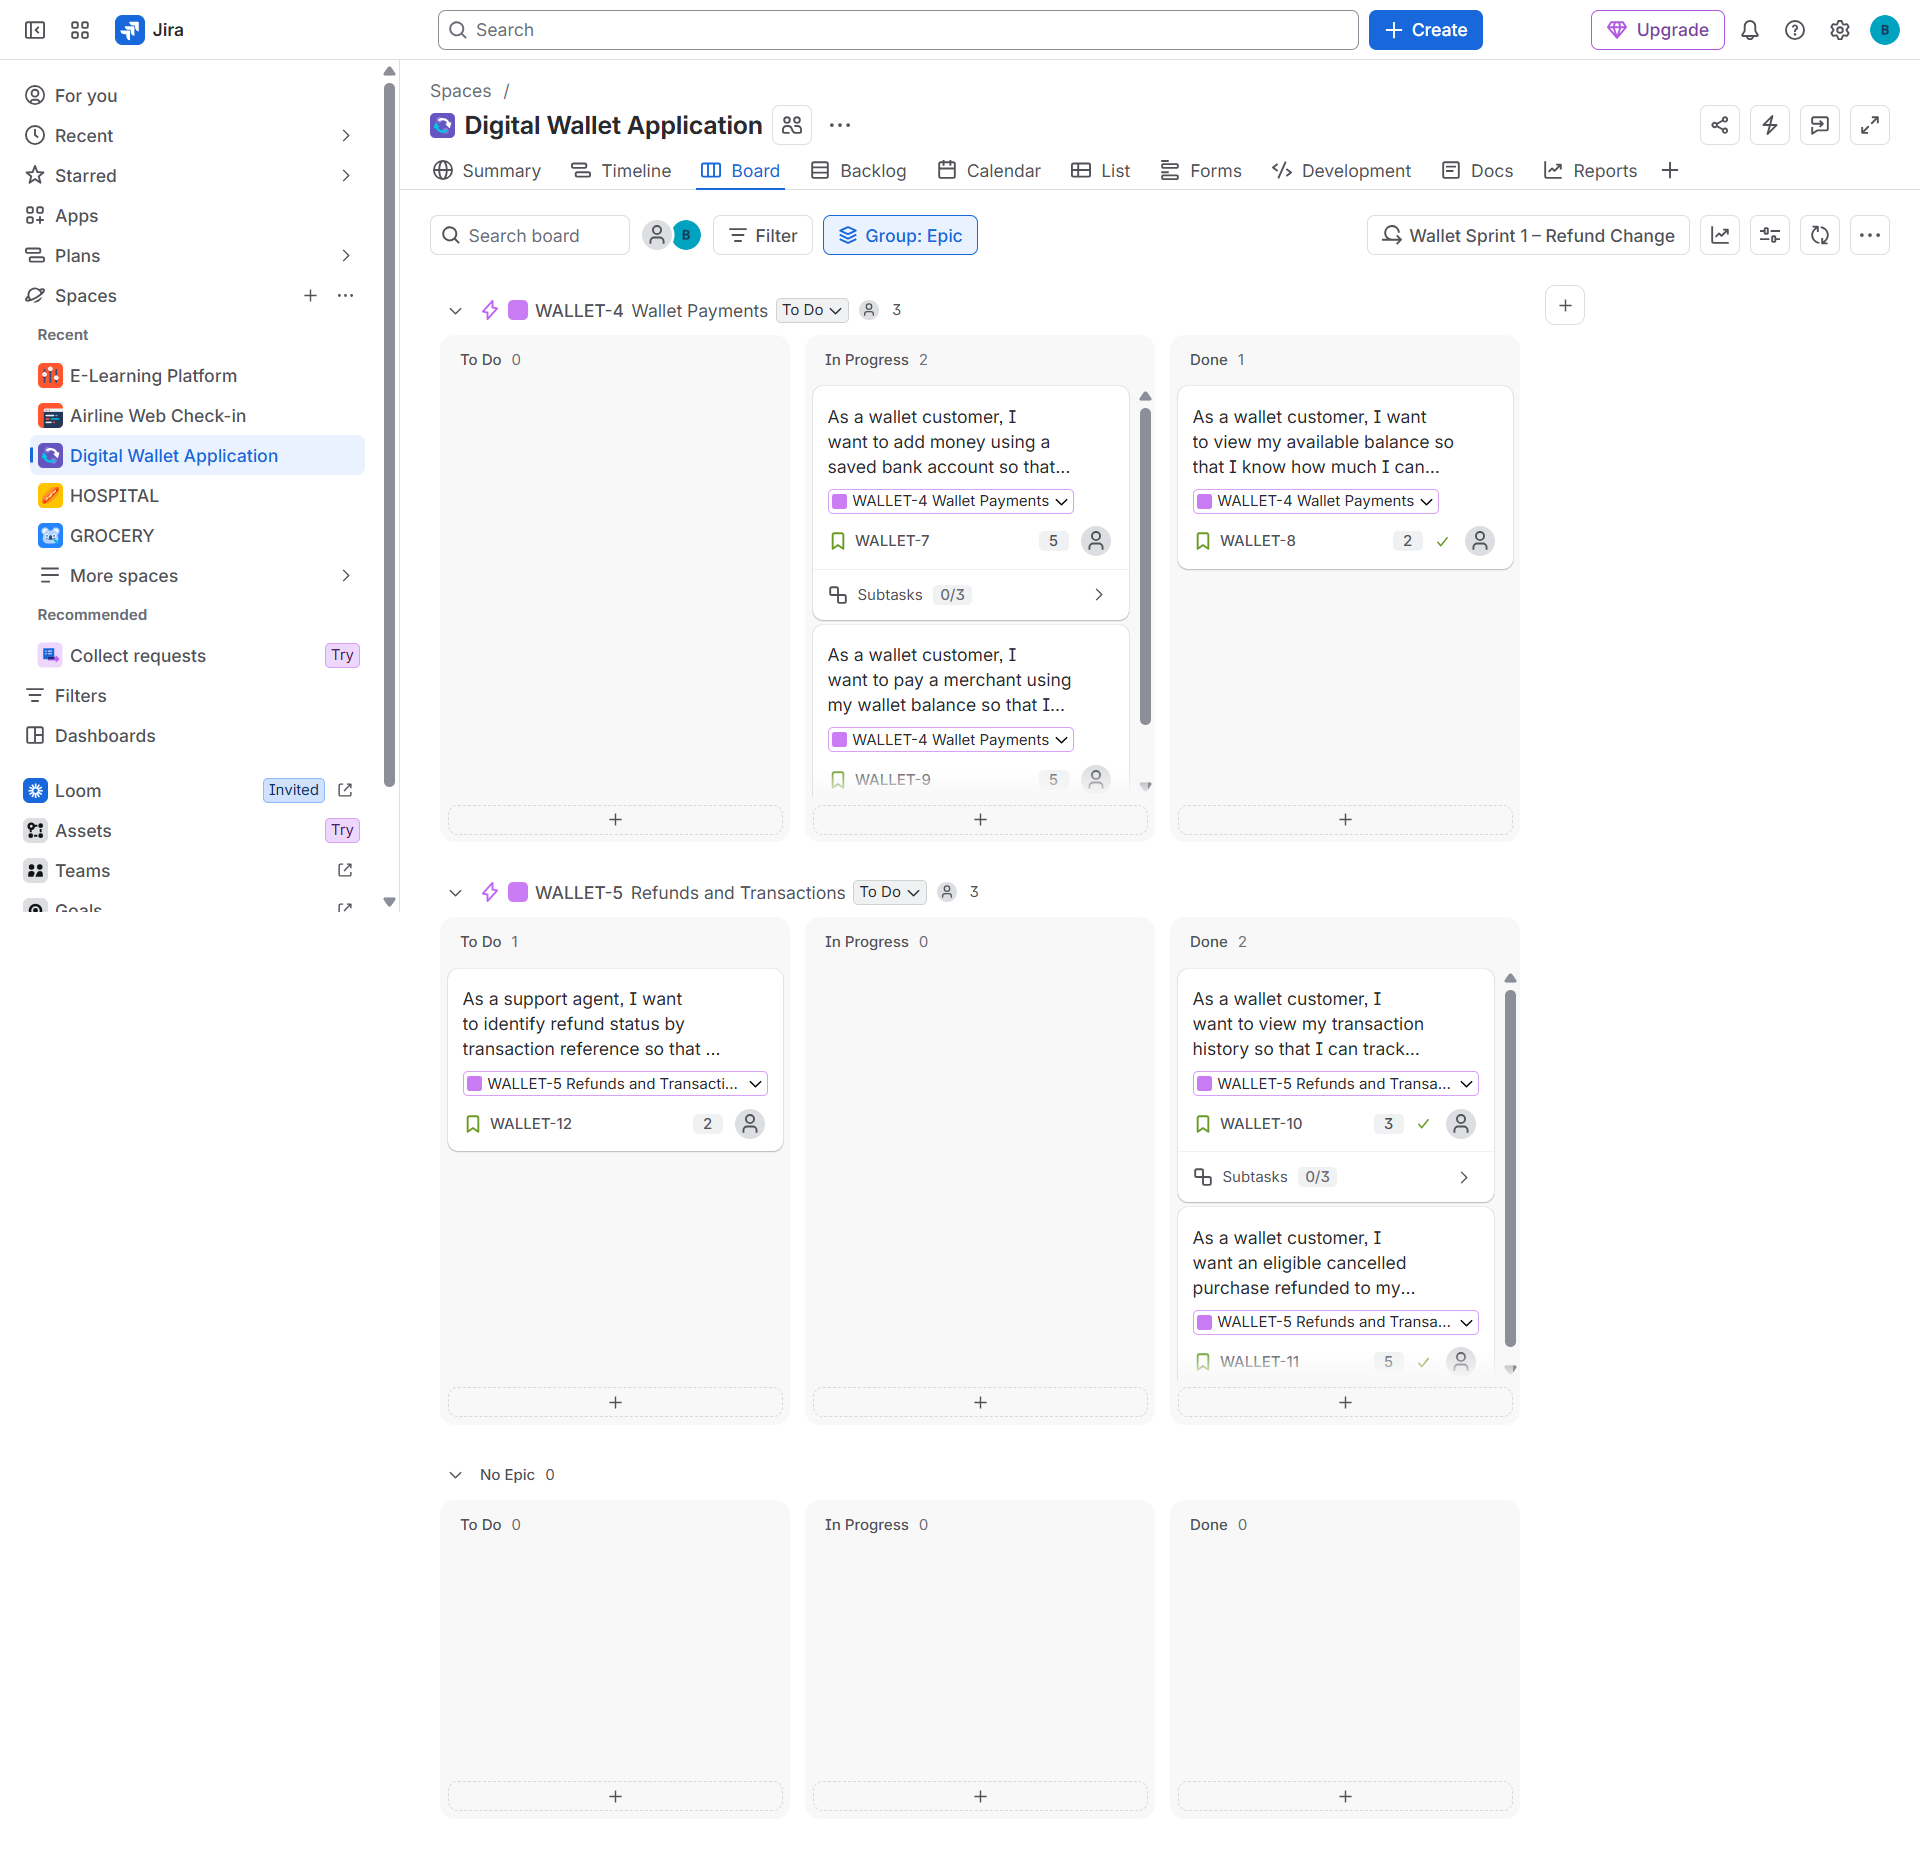 Jira
Search
Create
Upgrade
B
For you
Recent
Starred
Apps
Plans
Spaces
Recent
E-Learning Platform
Airline Web Check-in
Digital Wallet Application
HOSPITAL
GROCERY
More spaces
Recommended
Collect requests Try
Filters
Dashboards
Loom Invited
Assets Try
Teams
Goals
Spaces /
Digital Wallet Application
Summary Timeline Board Backlog Calendar List Forms Development Docs Reports
Search board B Filter Group: Epic Wallet Sprint 1 – Refund Change
WALLET-4 Wallet Payments To Do 3
To Do 0
In Progress 2
As a wallet customer, I
want to add money using a
saved bank account so that...
WALLET-4 Wallet Payments
WALLET-7 5
Subtasks 0/3
As a wallet customer, I
want to pay a merchant using
my wallet balance so that I...
WALLET-4 Wallet Payments
WALLET-9 5
Done 1
As a wallet customer, I want
to view my available balance so
that I know how much I can...
WALLET-4 Wallet Payments
WALLET-8 2
WALLET-5 Refunds and Transactions To Do 3
To Do 1
As a support agent, I want
to identify refund status by
transaction reference so that ...
WALLET-5 Refunds and Transacti...
WALLET-12 2
In Progress 0
Done 2
As a wallet customer, I
want to view my transaction
history so that I can track...
WALLET-5 Refunds and Transa...
WALLET-10 3
Subtasks 0/3
As a wallet customer, I
want an eligible cancelled
purchase refunded to my...
WALLET-5 Refunds and Transa...
WALLET-11 5
No Epic 0
To Do 0
In Progress 0
Done 0